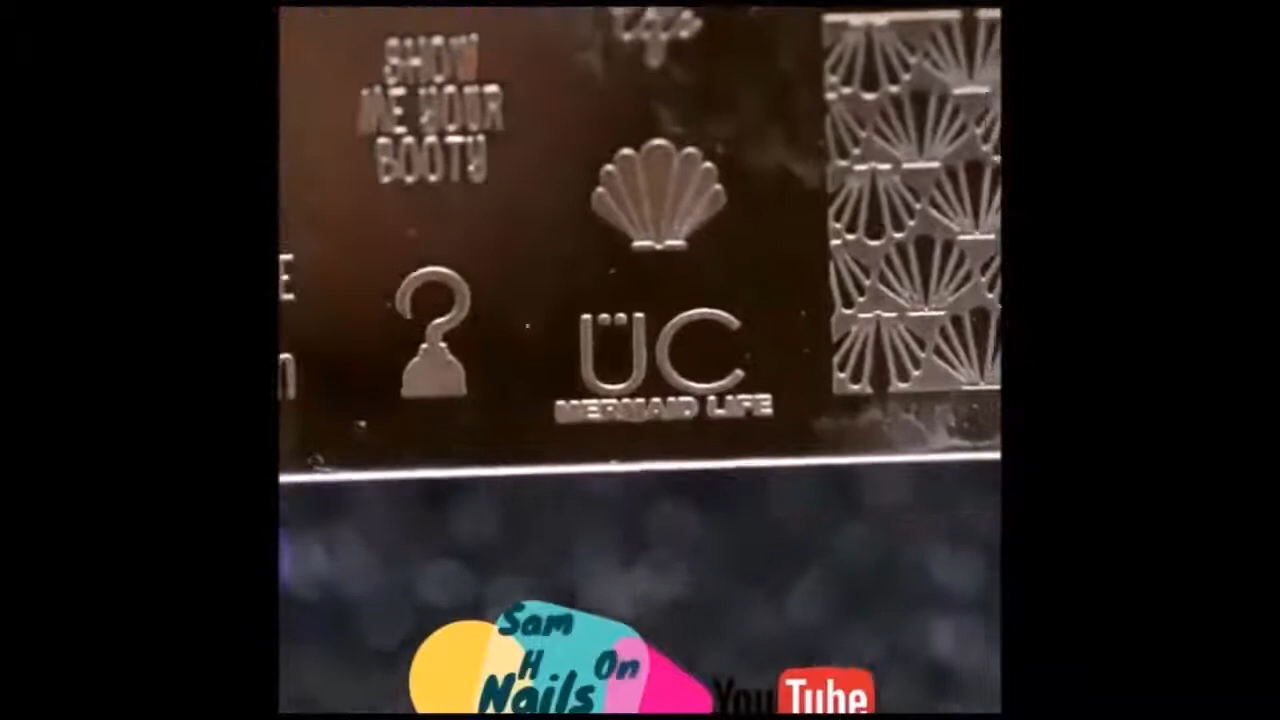 SHOW
ME YOUR
BOOTY
ÜC
MERMAID LIFE
Sam
H On
Nails
YouTube